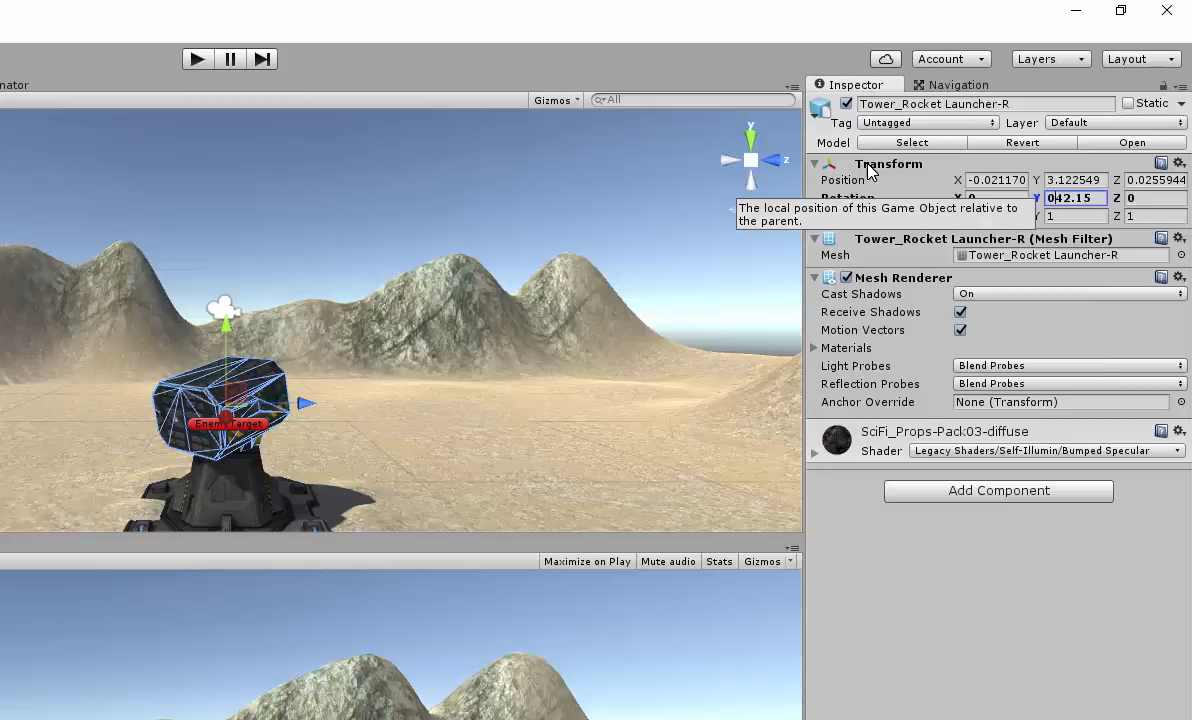 Account Layers Layout
nator
Inspector Navigation
Gizmos All
Tower_Rocket Launcher-R Static
Tag Untagged Layer Default
Model Select Revert Open
y
z
Transform
Position X -0.021170 Y 3.122549 Z 0.0255944
Y 042.15 Z 0
The local position of this Game Object relative to
the parent.
1 Z 1
Tower_Rocket Launcher-R (Mesh Filter)
Mesh Tower_Rocket Launcher-R
Mesh Renderer
Cast Shadows On
Receive Shadows
Motion Vectors
Materials
Light Probes Blend Probes
Reflection Probes Blend Probes
Anchor Override None (Transform)
EnemyTarget
SciFi_Props-Pack03-diffuse
Shader Legacy Shaders/Self-Illumin/Bumped Specular
Add Component
Maximize on Play Mute audio Stats Gizmos